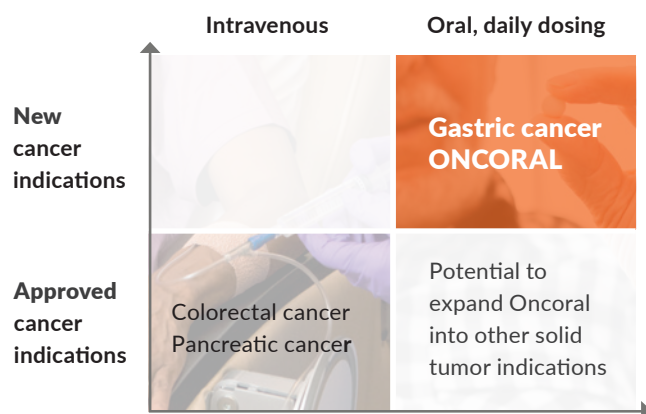 Intravenous
Oral, daily dosing
New
cancer
indications
Gastric cancer
ONCORAL
Approved
cancer
indications
Colorectal cancer
Pancreatic cancer
Potential to
expand Oncoral
into other solid
tumor indications